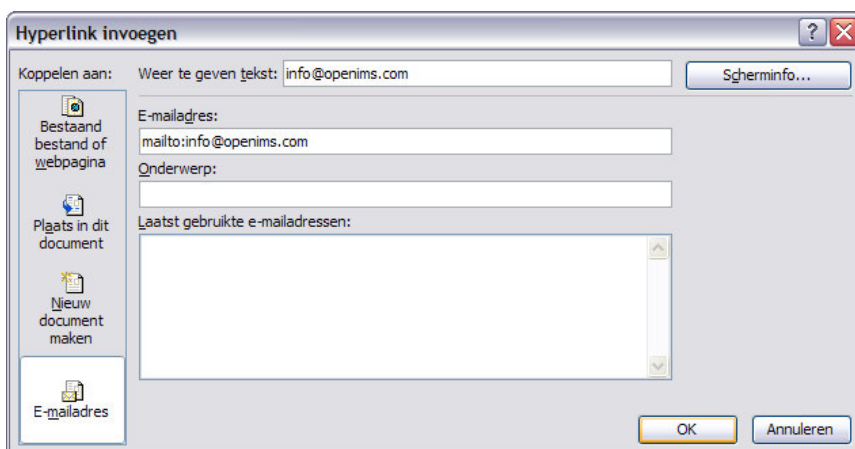 Hyperlink invoegen
Koppelen aan:
Weer te geven tekst: info@openims.com
Scherminfo...
Bestaand
bestand of
webpagina
Plaats in dit
document
Nieuw
document
maken
E-mailadres
E-mailadres:
mailto:info@openims.com
Onderwerp:
Laatst gebruikte e-mailadressen:
OK
Annuleren